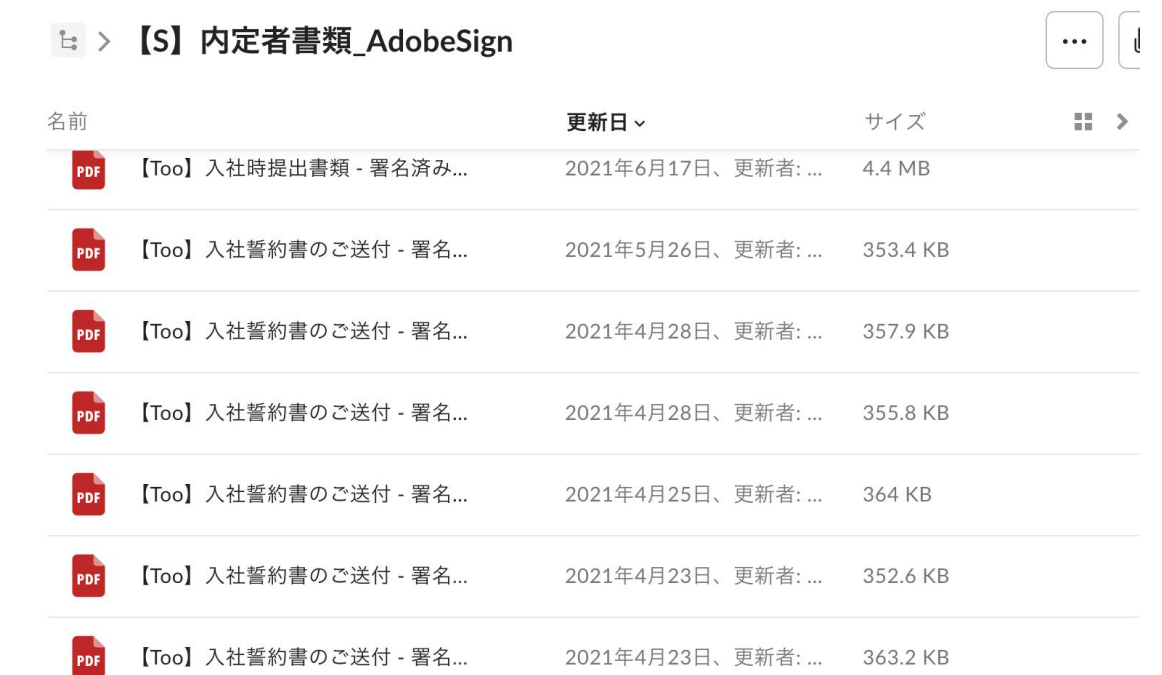 【S】内定者書類_AdobeSign
名前 更新日 サイズ
PDF 【Too】入社時提出書類 - 署名済み... 2021年6月17日、更新者: ... 4.4 MB
PDF 【Too】入社誓約書のご送付 - 署名... 2021年5月26日、更新者: ... 353.4 KB
PDF 【Too】入社誓約書のご送付 - 署名... 2021年4月28日、更新者: ... 357.9 KB
PDF 【Too】入社誓約書のご送付 - 署名... 2021年4月28日、更新者: ... 355.8 KB
PDF 【Too】入社誓約書のご送付 - 署名... 2021年4月25日、更新者: ... 364 KB
PDF 【Too】入社誓約書のご送付 - 署名... 2021年4月23日、更新者: ... 352.6 KB
PDF 【Too】入社誓約書のご送付 - 署名... 2021年4月23日、更新者: ... 363.2 KB